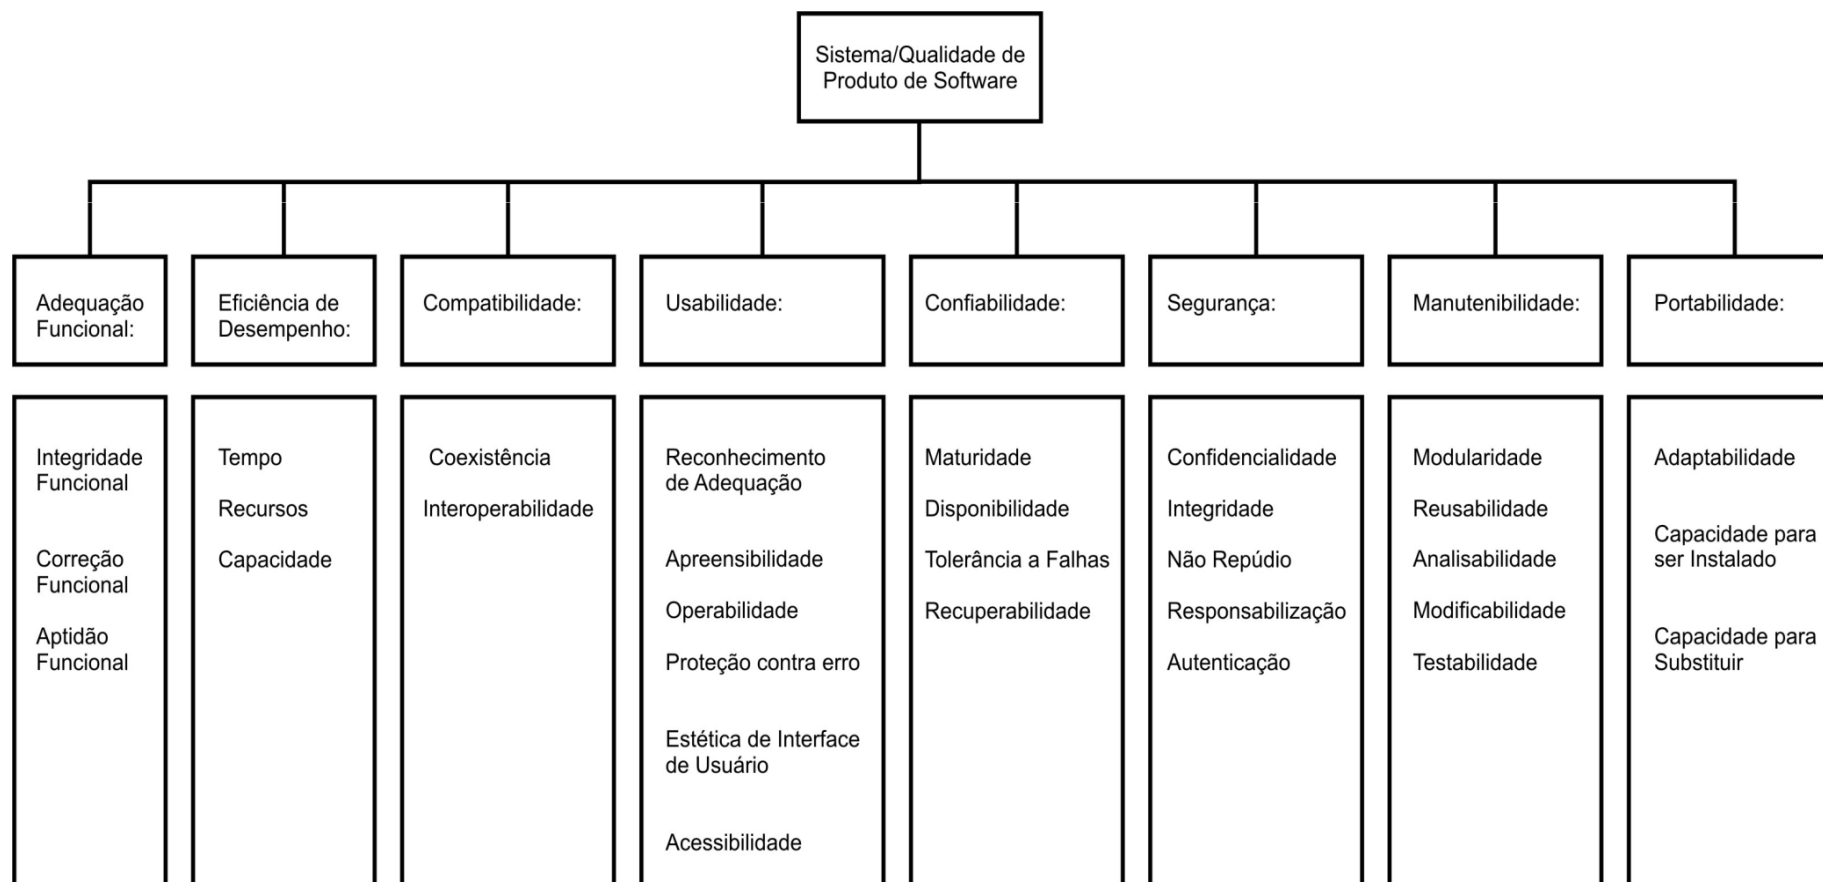 Sistema/Qualidade de
Produto de Software
Adequação
Funcional:
Eficiência de
Desempenho:
Compatibilidade:
Usabilidade:
Confiabilidade:
Segurança:
Manutenibilidade:
Portabilidade:
Integridade
Funcional
Correção
Funcional
Aptidão
Funcional
Tempo
Recursos
Capacidade
Coexistência
Interoperabilidade
Reconhecimento
de Adequação
Apreensibilidade
Operabilidade
Proteção contra erro
Estética de Interface
de Usuário
Acessibilidade
Maturidade
Disponibilidade
Tolerância a Falhas
Recuperabilidade
Confidencialidade
Integridade
Não Repúdio
Responsabilização
Autenticação
Modularidade
Reusabilidade
Analisabilidade
Modificabilidade
Testabilidade
Adaptabilidade
Capacidade para
ser Instalado
Capacidade para
Substituir